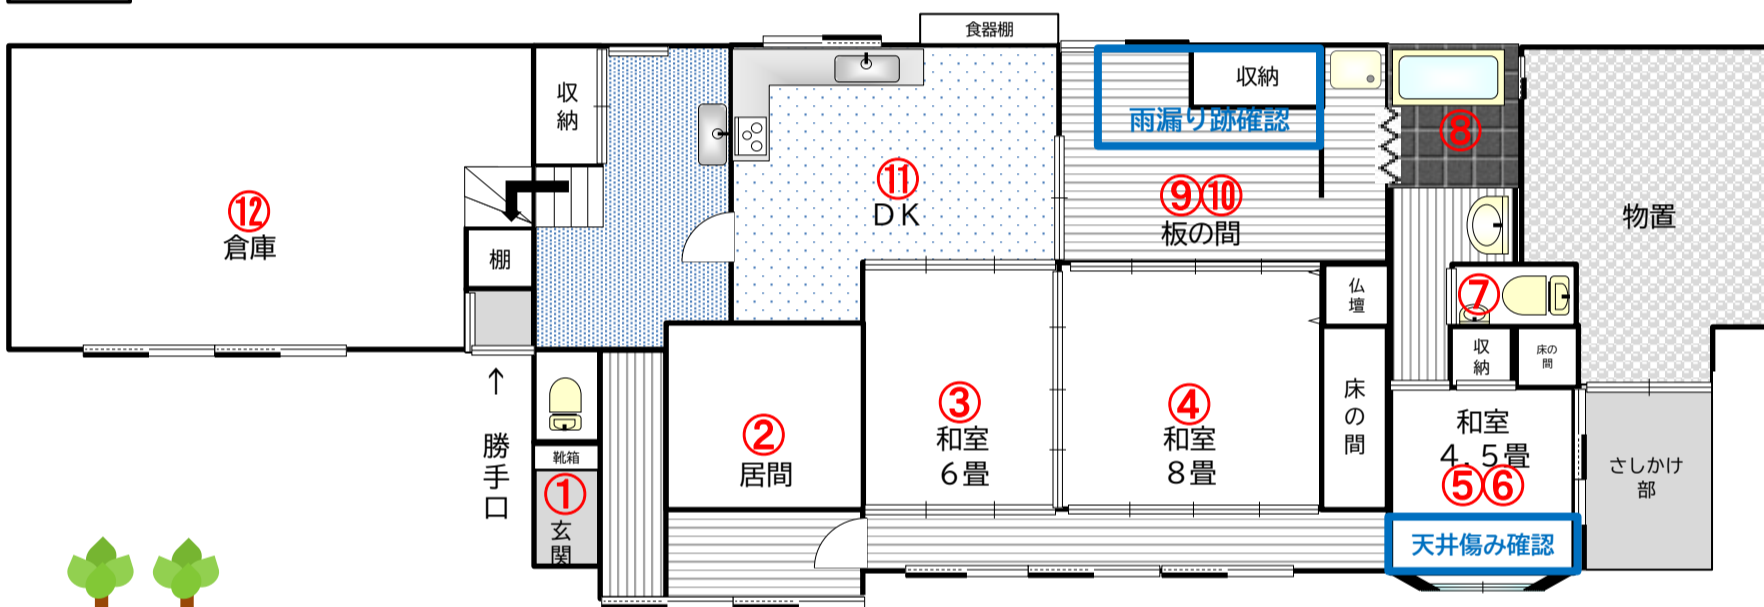 食器棚
収納
収納
雨漏り跡確認
⑧
⑪
DK
⑨⑩
板の間
⑫
倉庫
物置
棚
仏壇
⑦
収納
床の間
↑
勝手口
靴箱
①
玄関
②
居間
③
和室
6畳
④
和室
8畳
床の間
和室
4.5畳
⑤⑥
さしかけ
部
天井傷み確認